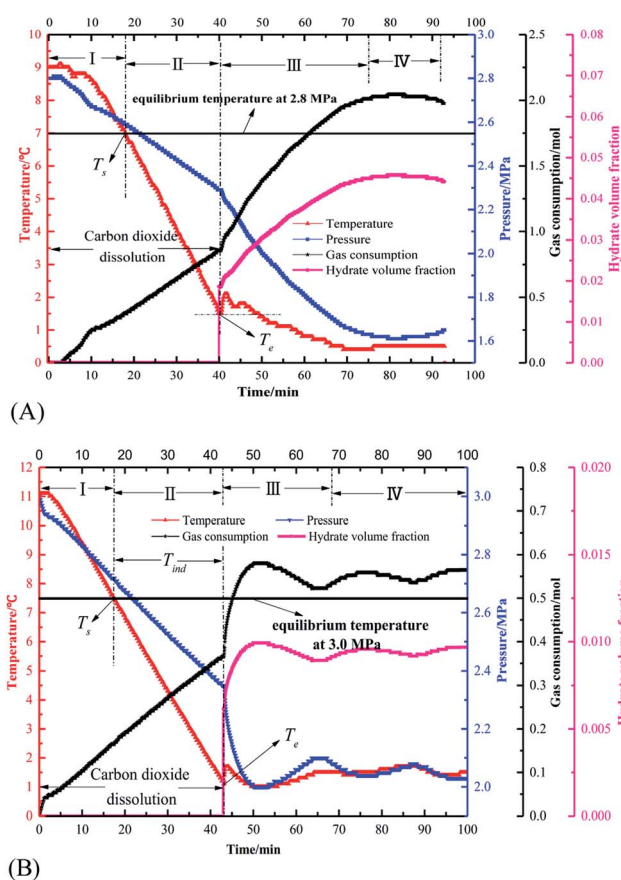 0 10 20 30 40 50 60 70 80 90 100
I II III IV
10 9 8 7 6 5 4 3 2 1 0
Temperature/℃
equilibrium temperature at 2.8 MPa
Ts
Carbon dioxide
dissolution
Temperature
Pressure
Gas consumption
Hydrate volume fraction
Te
3.0 2.8 2.6 2.4 2.2 2.0 1.8 1.6 1.5
Pressure/MPa
2.5 2.0 1.5 1.0 0.5 0.0
Gas consumption/mol
0.08 0.07 0.06 0.05 0.04 0.03 0.02 0.01 0.00
Hydrate volume fraction
0 10 20 30 40 50 60 70 80 90 100
Time/min
(A)
0 10 20 30 40 50 60 70 80 90 100
I II III IV
12 11 10 9 8 7 6 5 4 3 2 1 0
Temperature/℃
Temperature Pressure
Gas consumption Hydrate volume fraction
Tind
Ts
equilibrium temperature
at 3.0 MPa
Te
Carbon dioxide
dissolution
3.0 2.8 2.6 2.4 2.2 2.0
Pressure/MPa
0.8 0.7 0.6 0.5 0.4 0.3 0.2 0.1 0.0
Gas consumption/mol
0.020 0.015 0.010 0.005 0.000
0 10 20 30 40 50 60 70 80 90 100
Time/min
(B)